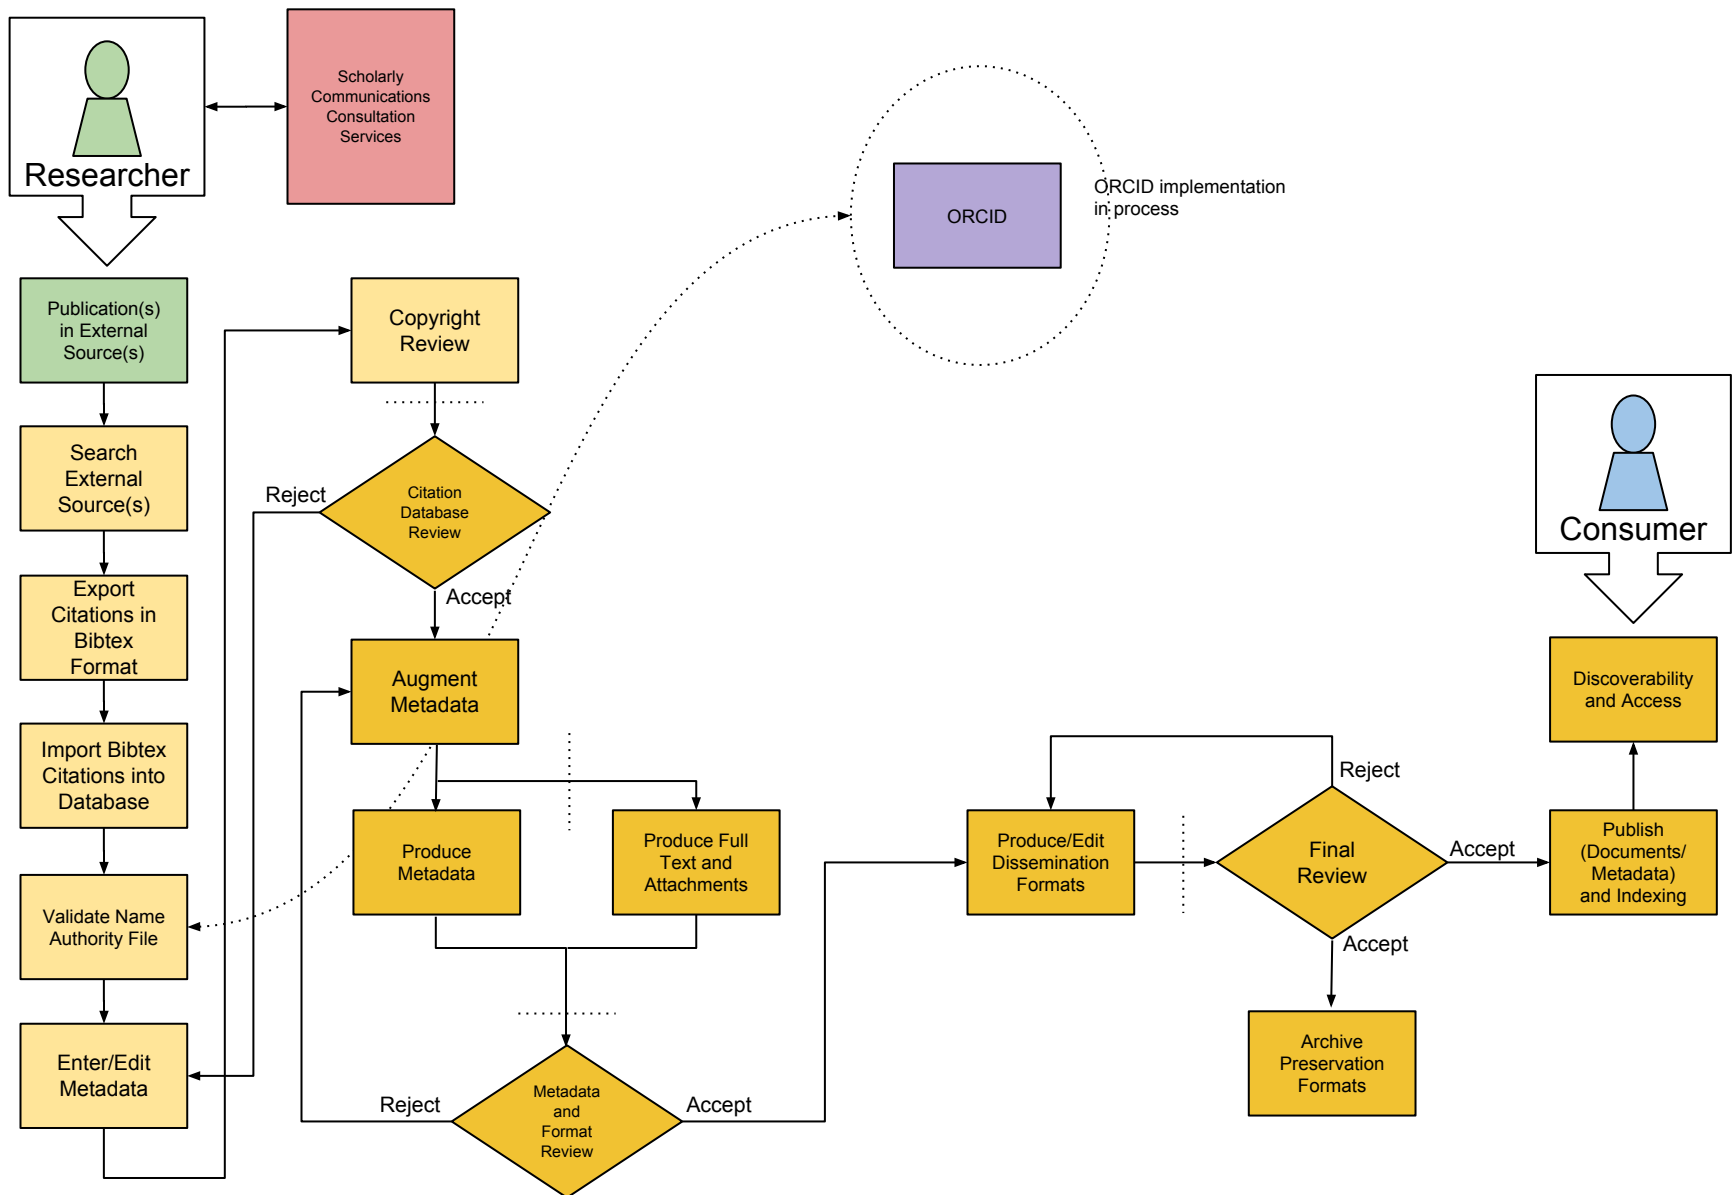 Researcher
Scholarly
Communications
Consultation
Services
ORCID
ORCID implementation
in process
Publication(s)
in External
Source(s)
Search
External
Source(s)
Export
Citations in
Bibtex
Format
Import Bibtex
Citations into
Database
Validate Name
Authority File
Enter/Edit
Metadata
Copyright
Review
Reject
Citation
Database
Review
Accept
Augment
Metadata
Produce
Metadata
Produce Full
Text and
Attachments
Reject
Metadata
and
Format
Review
Accept
Produce/Edit
Dissemination
Formats
Reject
Final
Review
Accept
Accept
Archive
Preservation
Formats
Publish
(Documents/
Metadata)
and Indexing
Discoverability
and Access
Consumer